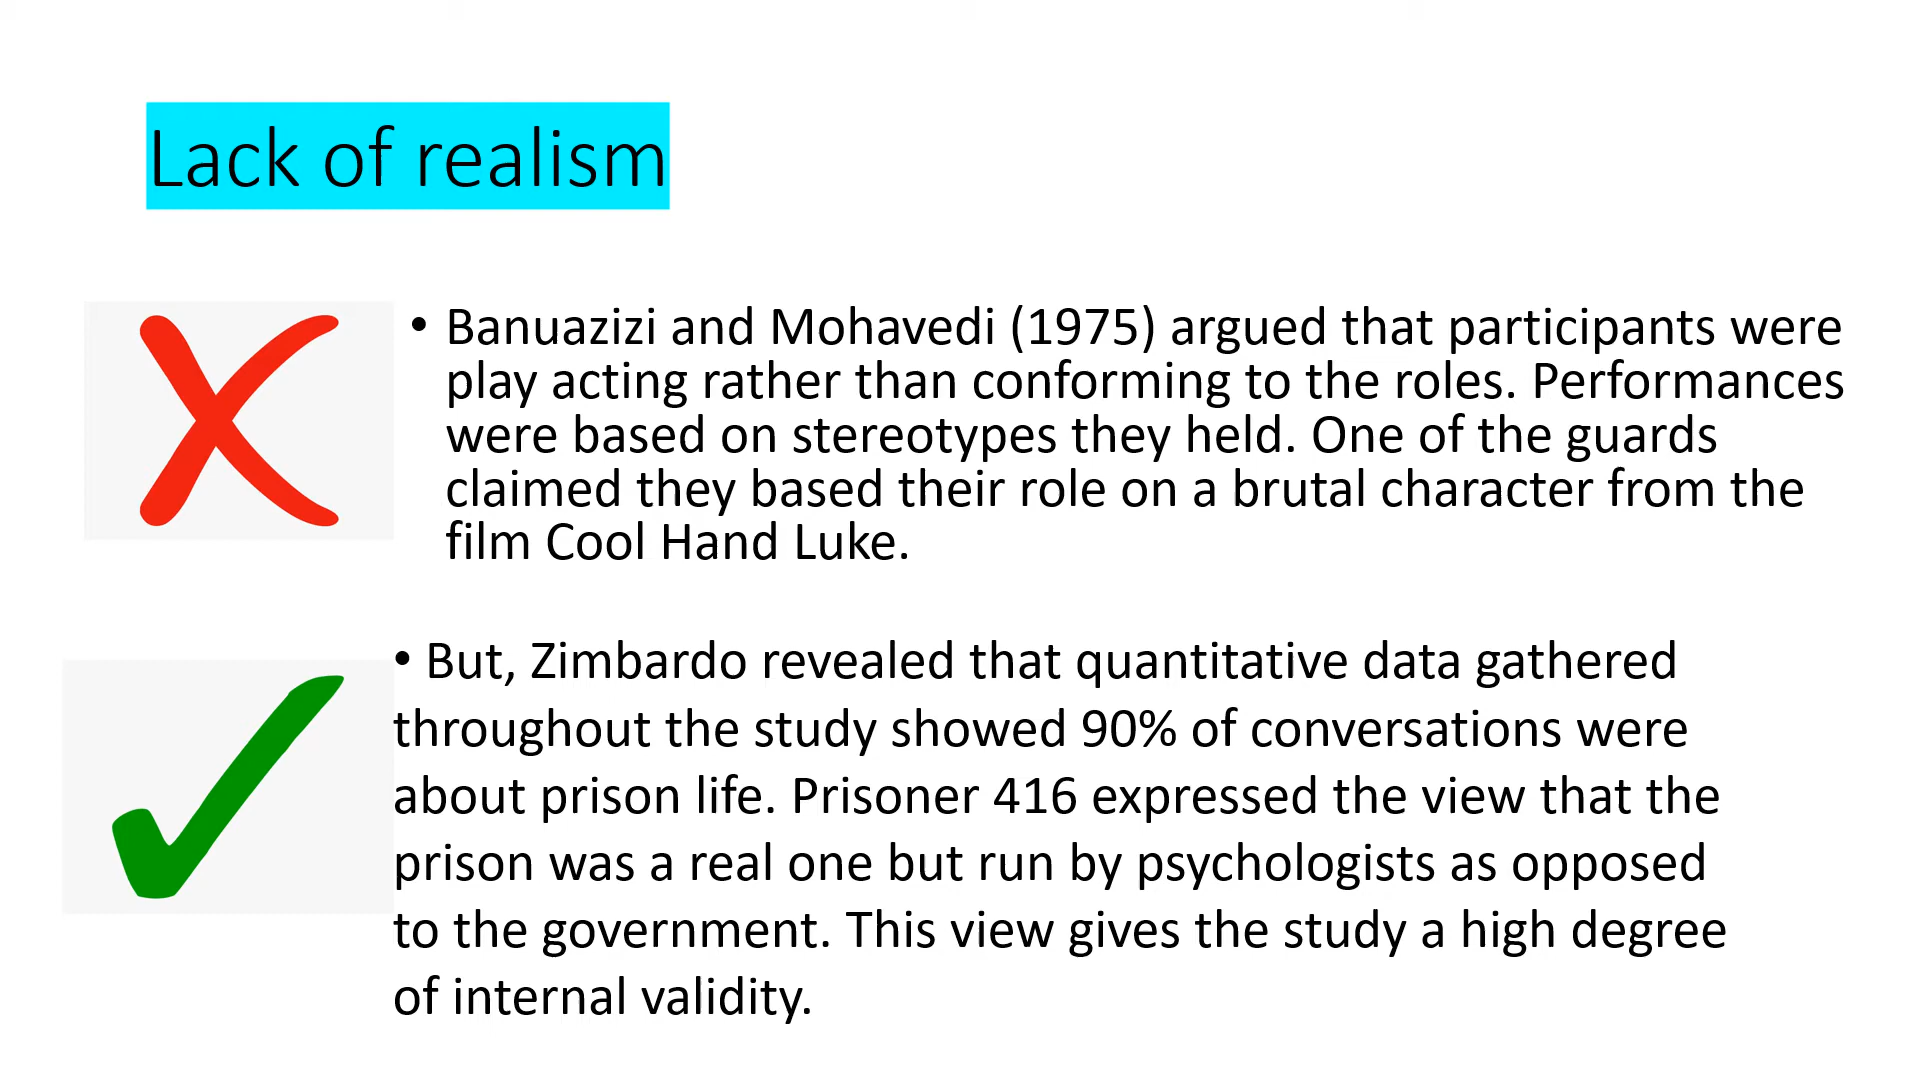 Lack of realism
• Banuazizi and Mohavedi (1975) argued that participants were
play acting rather than conforming to the roles. Performances
were based on stereotypes they held. One of the guards
claimed they based their role on a brutal character from the
film Cool Hand Luke.
• But, Zimbardo revealed that quantitative data gathered
throughout the study showed 90% of conversations were
about prison life. Prisoner 416 expressed the view that the
prison was a real one but run by psychologists as opposed
to the government. This view gives the study a high degree
of internal validity.